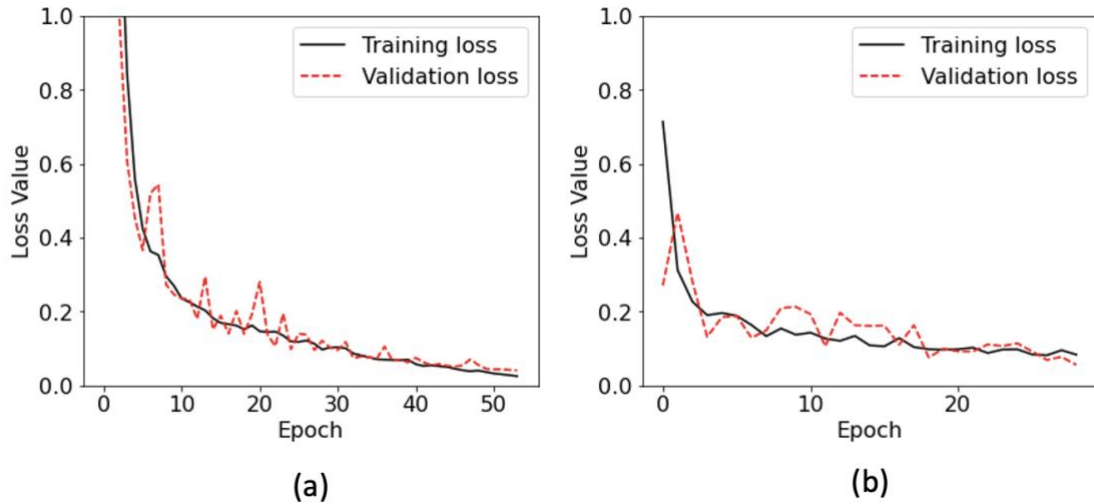 1.0
0.8
0.6
0.4
0.2
0.0
Loss Value
Training loss
Validation loss
0 10 20 30 40 50
Epoch
(a)
1.0
0.8
0.6
0.4
0.2
0.0
Loss Value
Training loss
Validation loss
0 10 20
Epoch
(b)